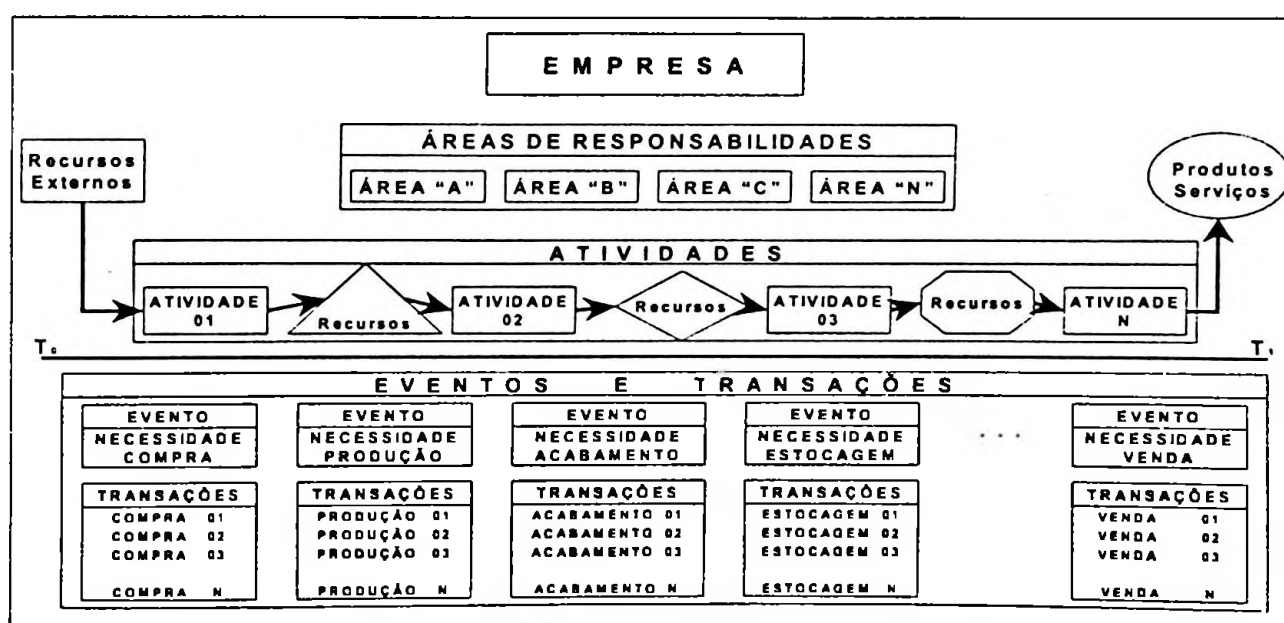 EMPRESA
ÁREAS DE RESPONSABILIDADES
ÁREA "A" ÁREA "B" ÁREA "C" ÁREA "N"
Recursos
Externos
Produtos
Serviços
ATIVIDADES
ATIVIDADE
01
Recursos
ATIVIDADE
02
Recursos
ATIVIDADE
03
Recursos
ATIVIDADE
N
T₀
T₁
EVENTOS E TRANSAÇÕES
EVENTO
NECESSIDADE
COMPRA
EVENTO
NECESSIDADE
PRODUÇÃO
EVENTO
NECESSIDADE
ACABAMENTO
EVENTO
NECESSIDADE
ESTOCAGEM
...
EVENTO
NECESSIDADE
VENDA
TRANSAÇÕES
COMPRA 01
COMPRA 02
COMPRA 03
COMPRA N
TRANSAÇÕES
PRODUÇÃO 01
PRODUÇÃO 02
PRODUÇÃO 03
PRODUÇÃO N
TRANSAÇÕES
ACABAMENTO 01
ACABAMENTO 02
ACABAMENTO 03
ACABAMENTO N
TRANSAÇÕES
ESTOCAGEM 01
ESTOCAGEM 02
ESTOCAGEM 03
ESTOCAGEM N
TRANSAÇÕES
VENDA 01
VENDA 02
VENDA 03
VENDA N